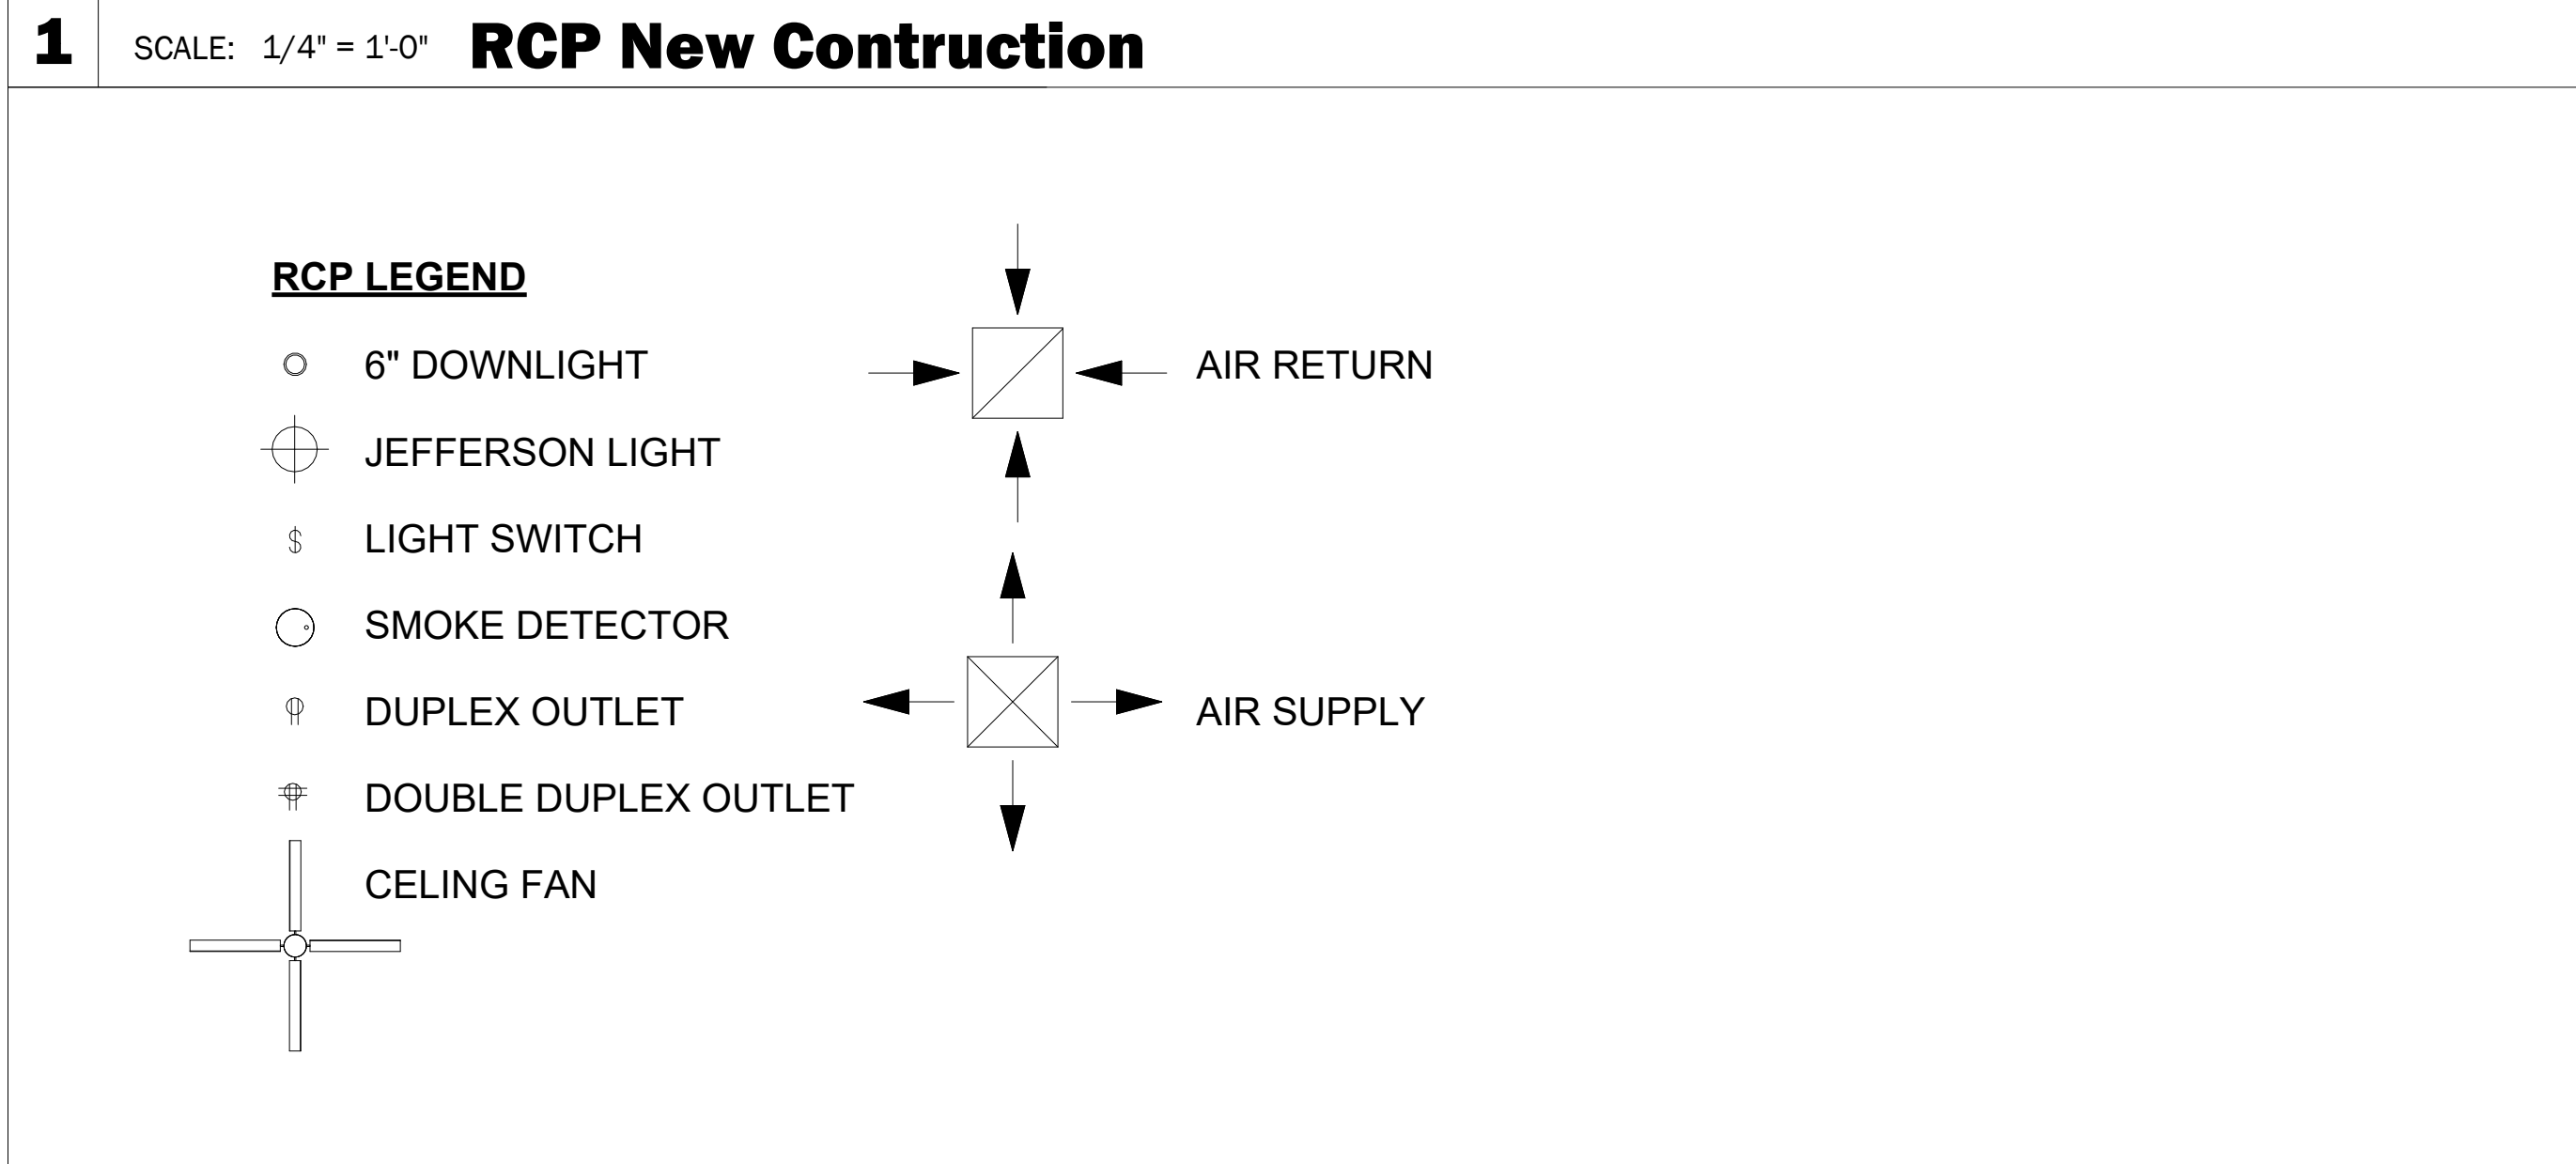 1 SCALE: 1/4" = 1'-0" RCP New Contruction
RCP LEGEND
6" DOWNLIGHT
JEFFERSON LIGHT
$ LIGHT SWITCH
SMOKE DETECTOR
DUPLEX OUTLET
DOUBLE DUPLEX OUTLET
CELING FAN
AIR RETURN
AIR SUPPLY